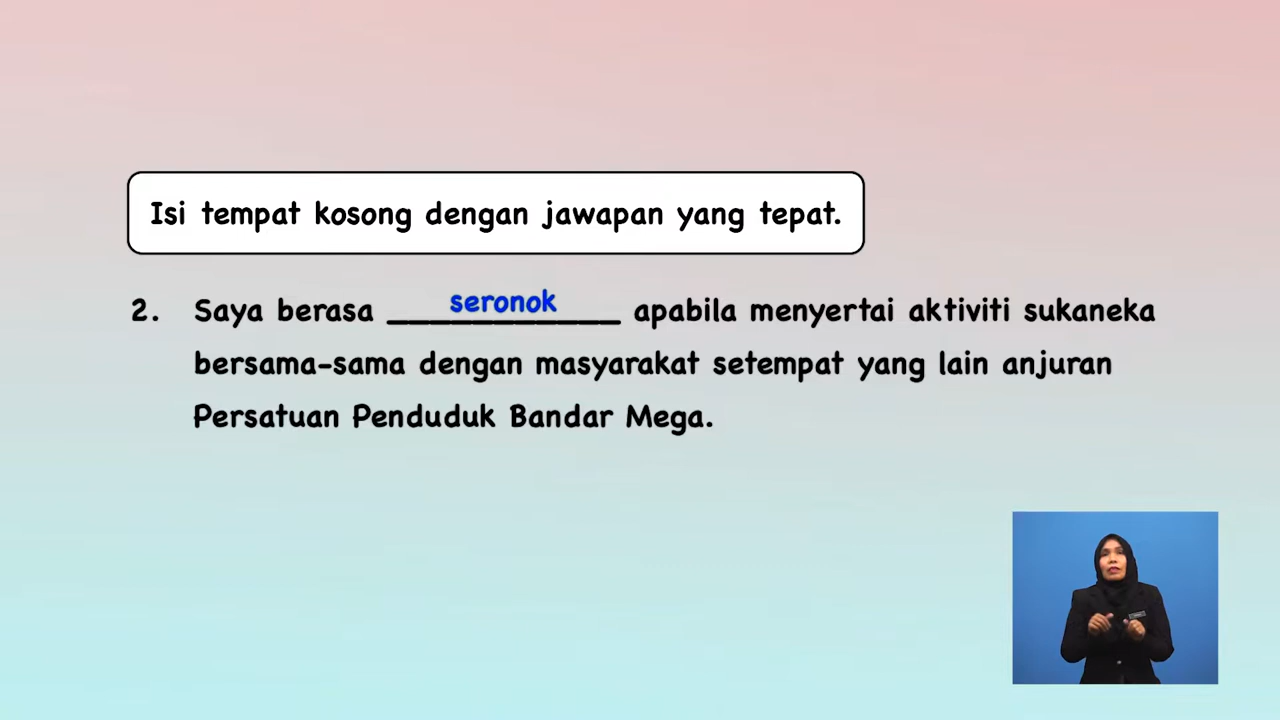 Isi tempat kosong dengan jawapan yang tepat.
2. Saya berasa seronok apabila menyertai aktiviti sukaneka
bersama-sama dengan masyarakat setempat yang lain anjuran
Persatuan Penduduk Bandar Mega.